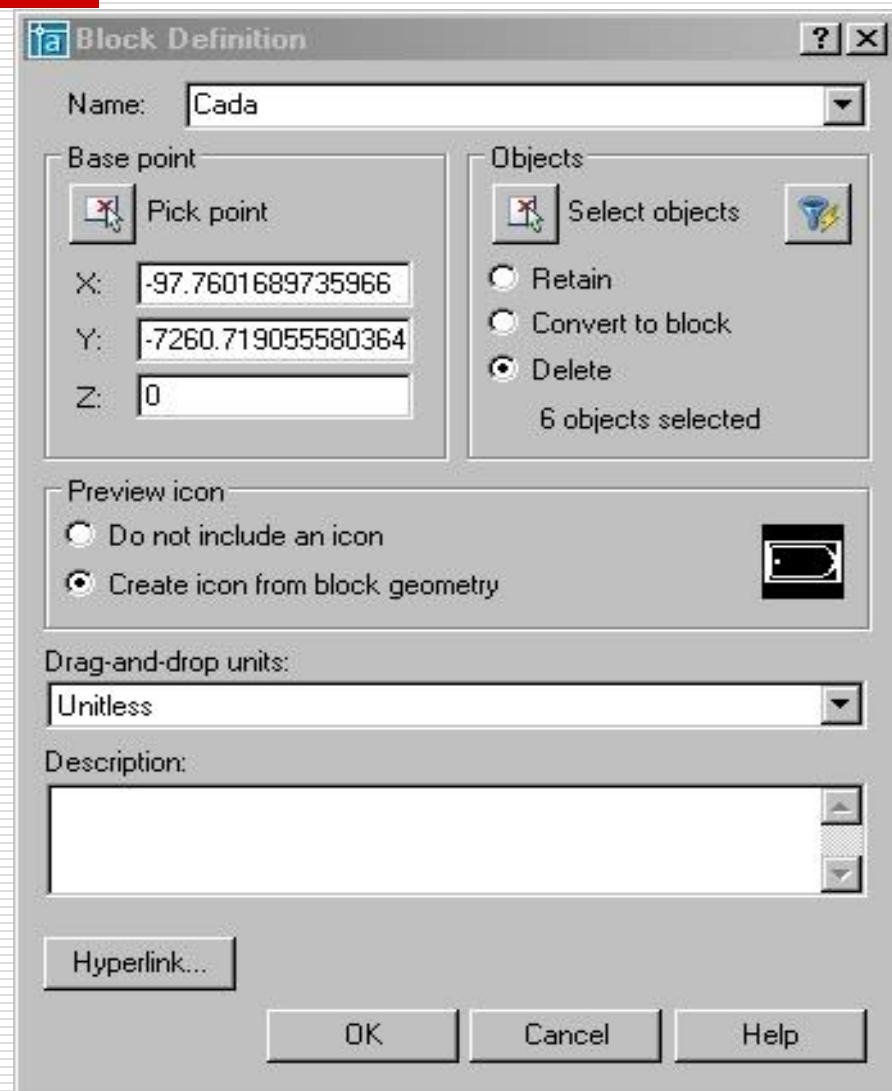 Block Definition
Name: Cada
Base point
Pick point
X: -97.7601689735966
Y: -7260.719055580364
Z: 0
Objects
Select objects
Retain
Convert to block
Delete
6 objects selected
Preview icon
Do not include an icon
Create icon from block geometry
Drag-and-drop units:
Unitless
Description:
Hyperlink...
OK Cancel Help